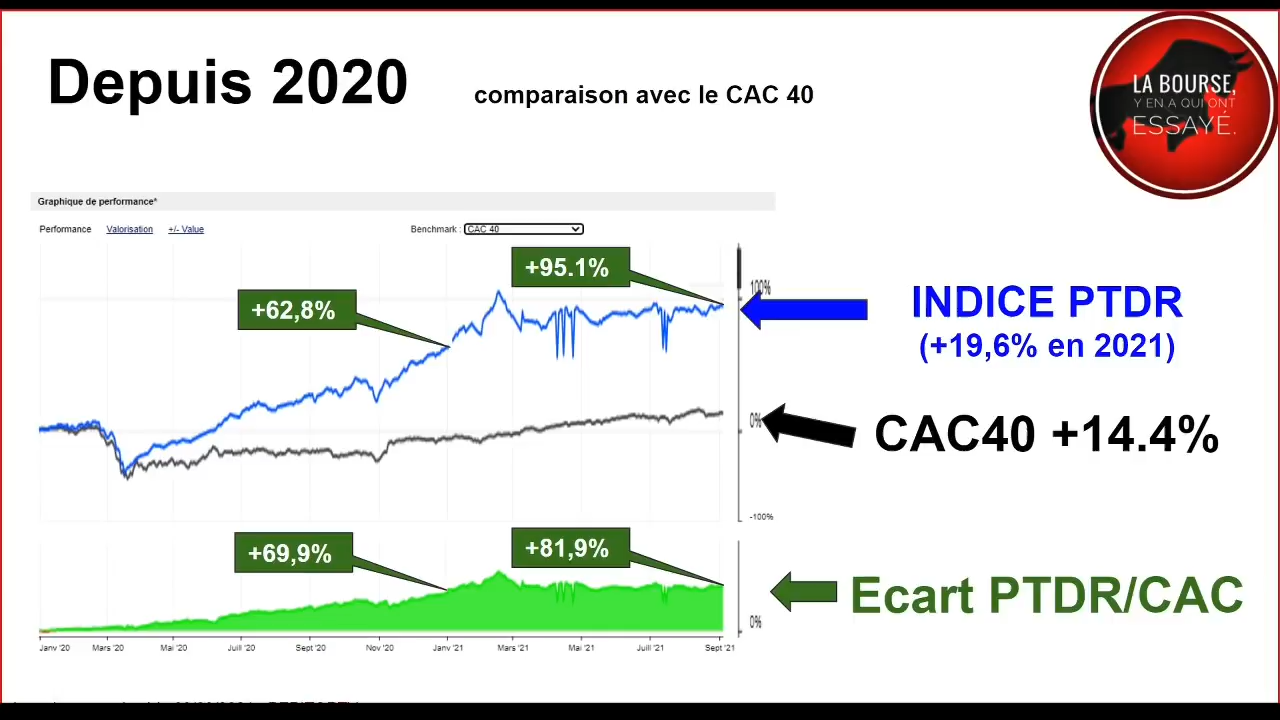 Depuis 2020
comparaison avec le CAC 40
LA BOURSE,
Y EN A QUI ONT
ESSAYÉ.
Graphique de performance*
Performance Valorisation +/- Value
Benchmark : CAC 40
+95.1%
+62,8%
100%
INDICE PTDR
(+19,6% en 2021)
0%
CAC40 +14.4%
-100%
+69,9%
+81,9%
Ecart PTDR/CAC
0%
Janv '20 Mars '20 Mai '20 Juill '20 Sept '20 Nov '20 Janv '21 Mars '21 Mai '21 Juill '21 Sept '21